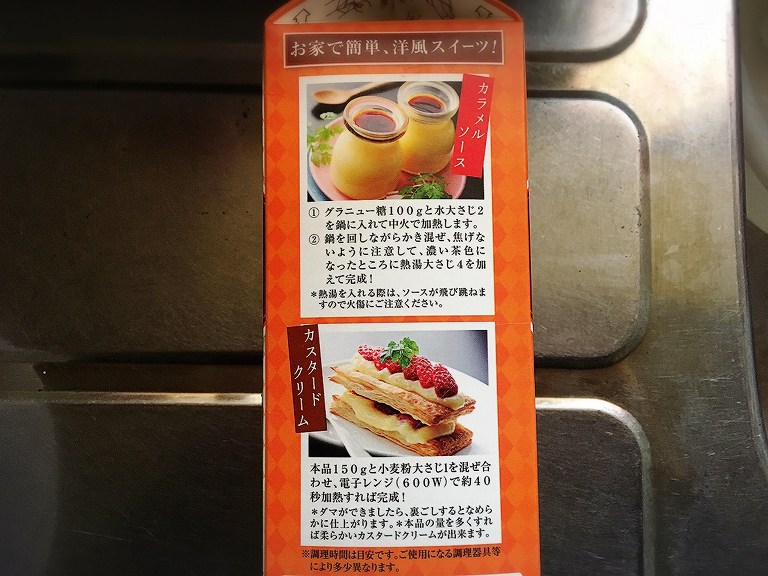 お家で簡単、洋風スイーツ!
カラメル
ソース
① グラニュー糖100gと水大さじ2
を鍋に入れて中火で加熱します。
② 鍋を回しながらかき混ぜ、焦げな
いように注意して、濃い茶色に
なったところに熱湯大さじ4を加
えて完成!
*熱湯を入れる際は、ソースが飛び跳ねま
すので火傷にご注意ください。
カスタード
クリーム
本品150gと小麦粉大さじ1を混ぜ合
わせ、電子レンジ(600W)で約40
秒加熱すれば完成!
*ダマができましたら、裏ごしするとなめら
かに仕上がります。*本品の量を多くすれ
ば柔らかいカスタードクリームが出来ます。
※調理時間は目安です。ご使用になる調理器具等
により多少異なります。